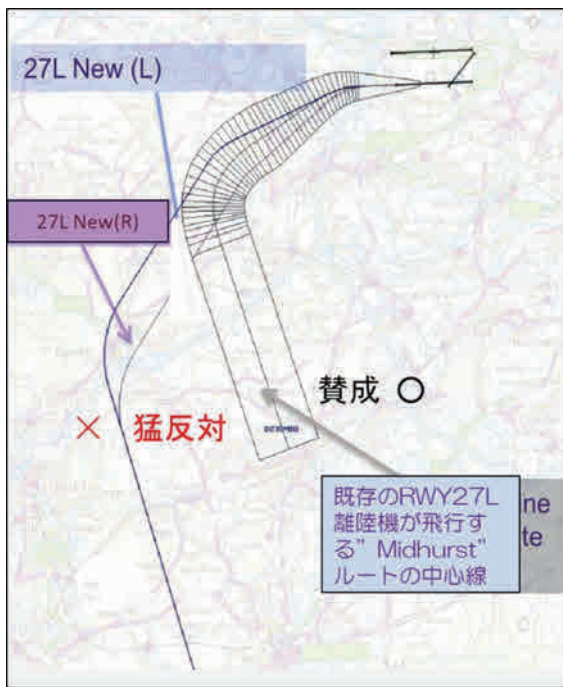 27L New (L)
27L New(R)
賛成 ○
× 猛反対
既存のRWY27L
離陸機が飛行す
る”Midhurst”
ルートの中心線
ne
te